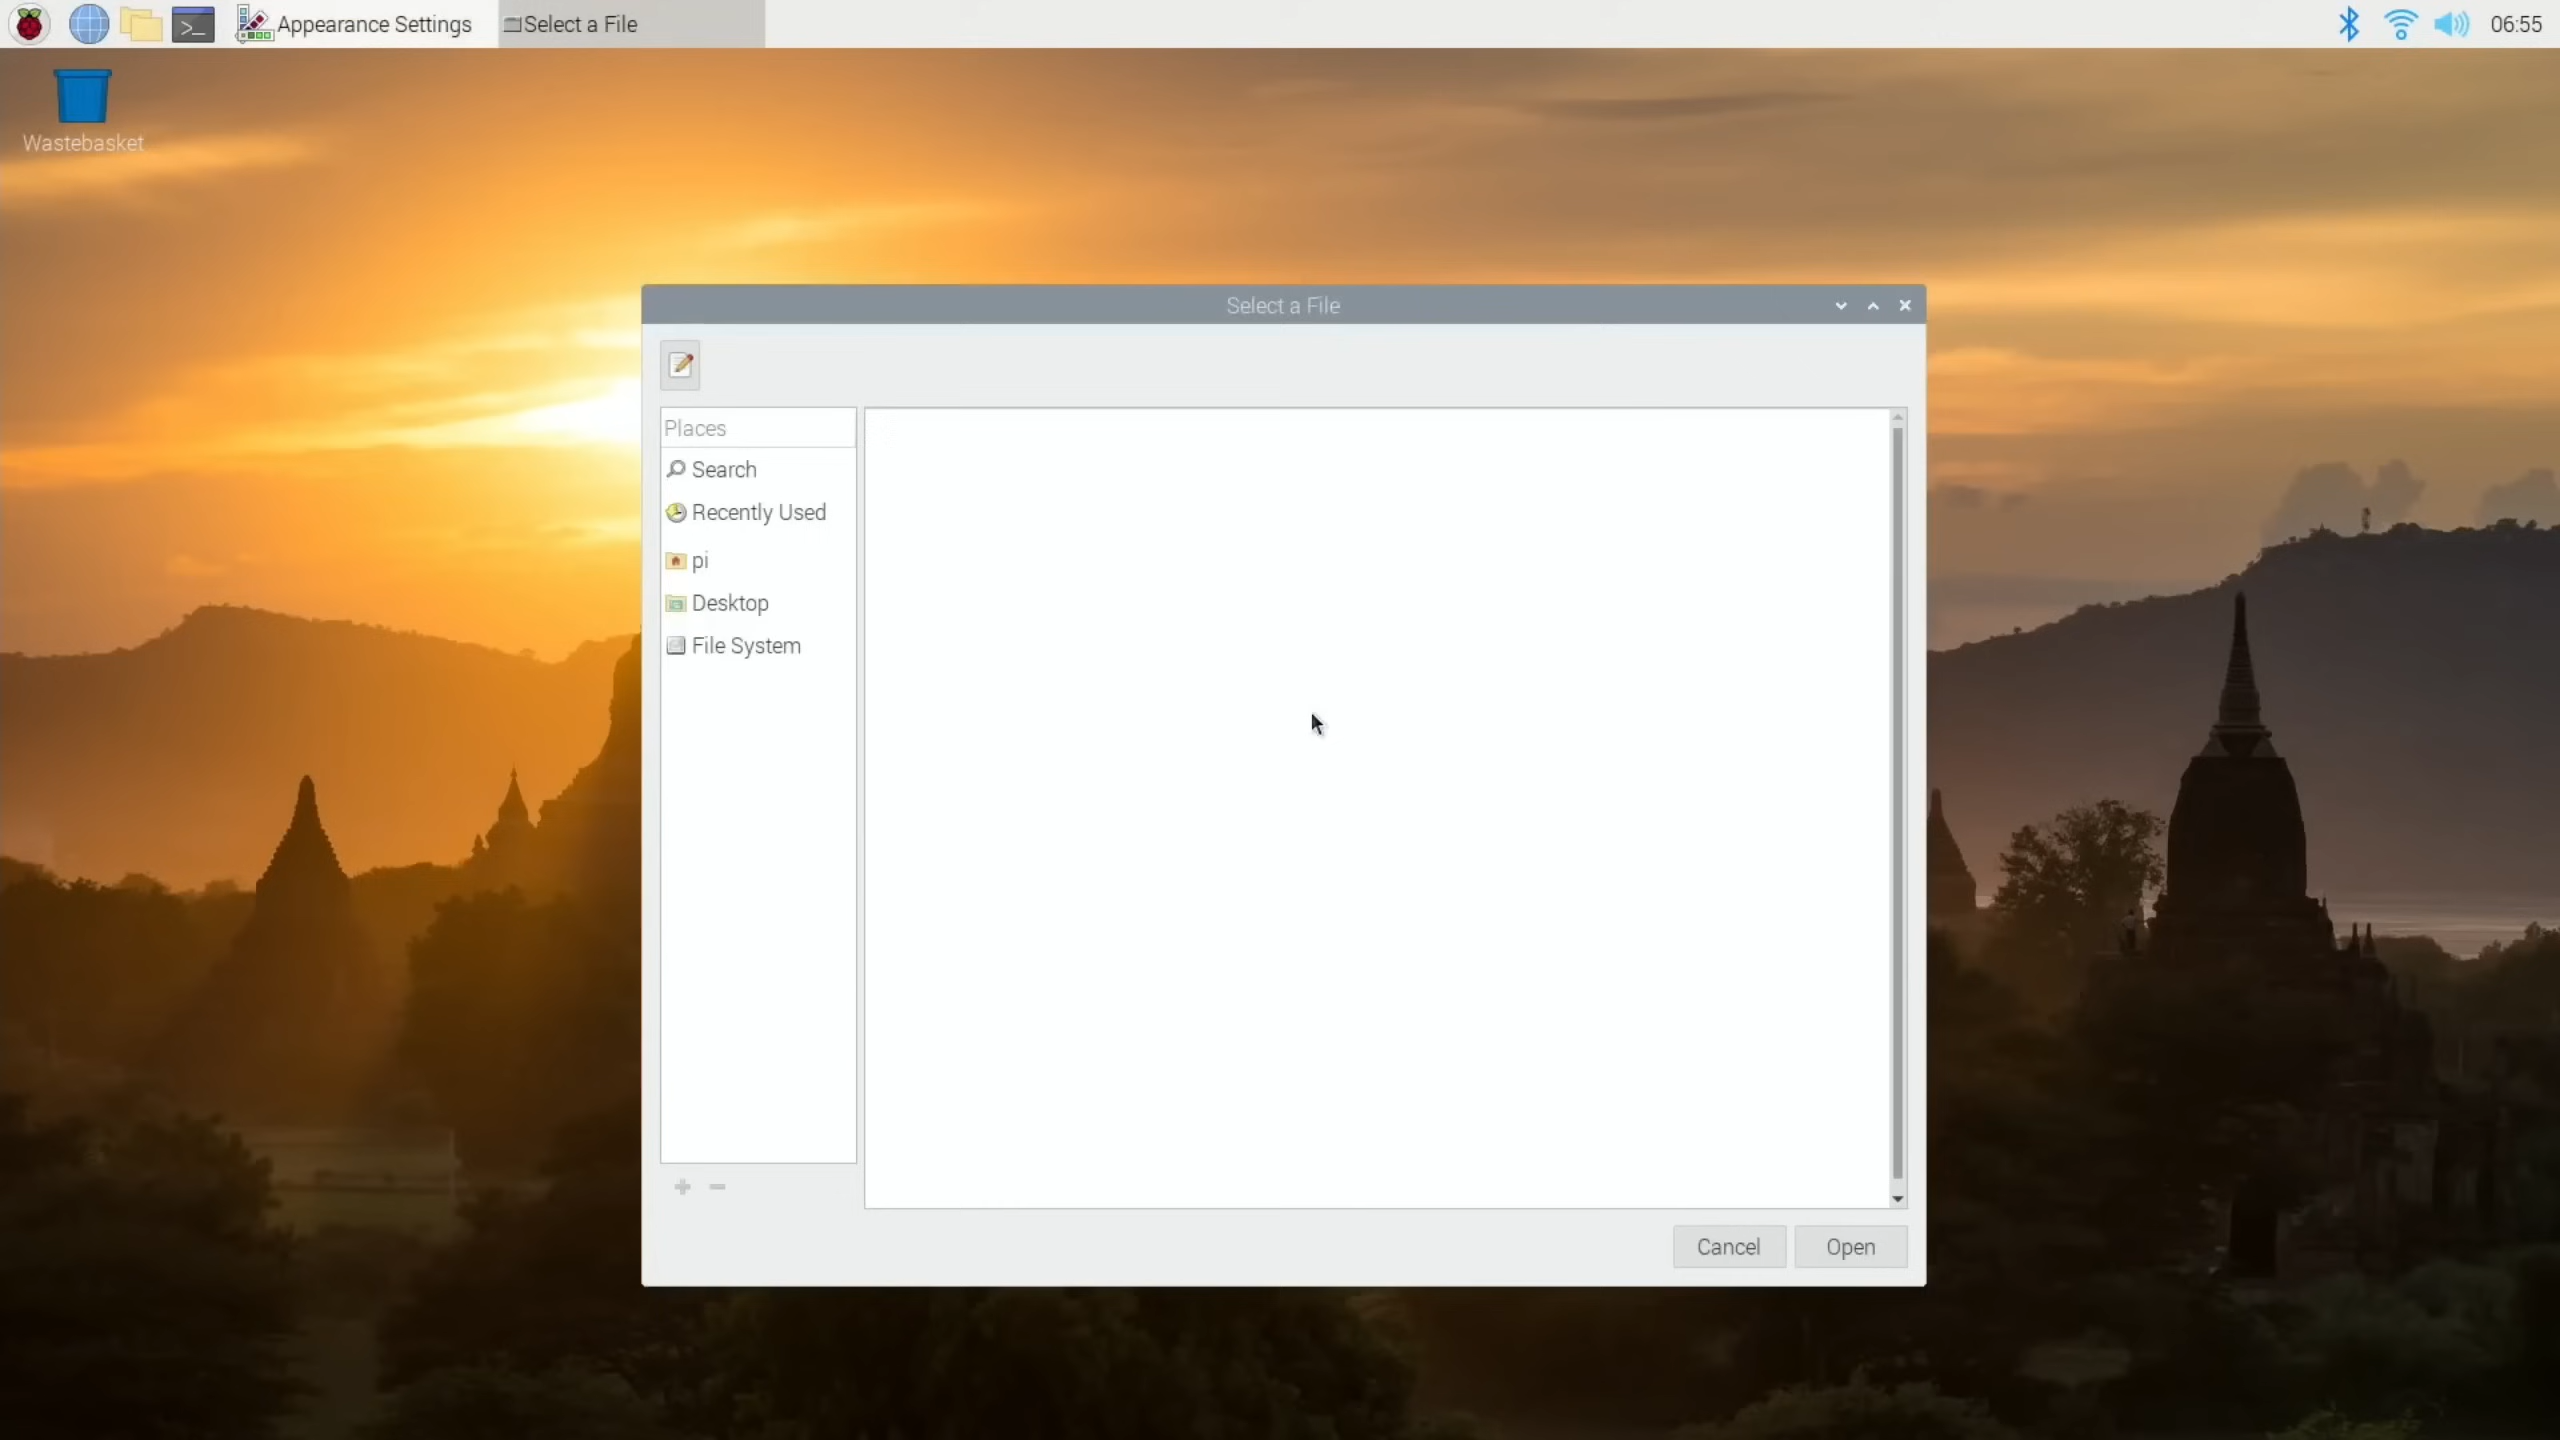 Appearance Settings
Select a File
06:55
Wastebasket
Select a File
Places
Search
Recently Used
pi
Desktop
File System
Cancel
Open